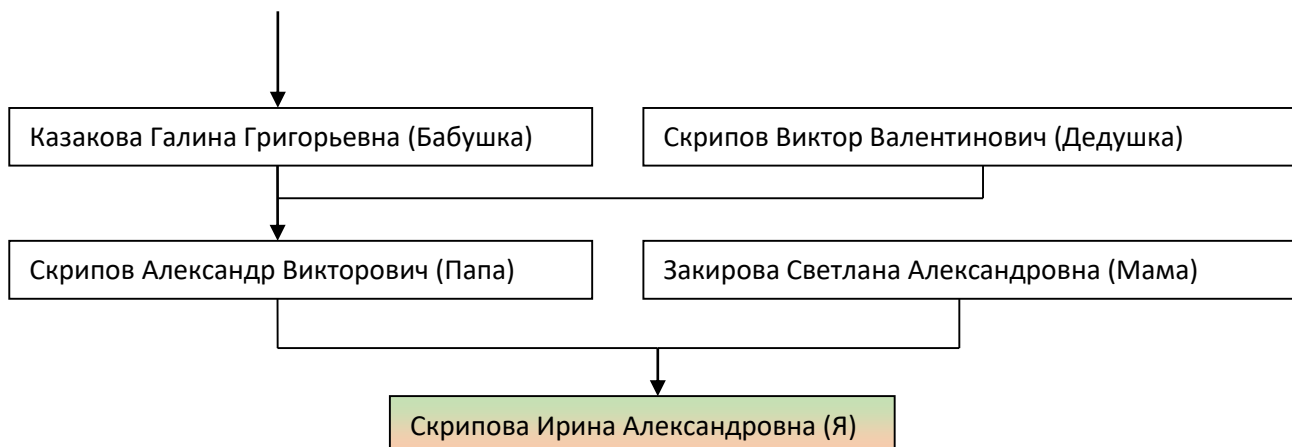 Казакова Галина Григорьевна (Бабушка)
Скрипов Виктор Валентинович (Дедушка)
Скрипов Александр Викторович (Папа)
Закирова Светлана Александровна (Мама)
Скрипова Ирина Александровна (Я)